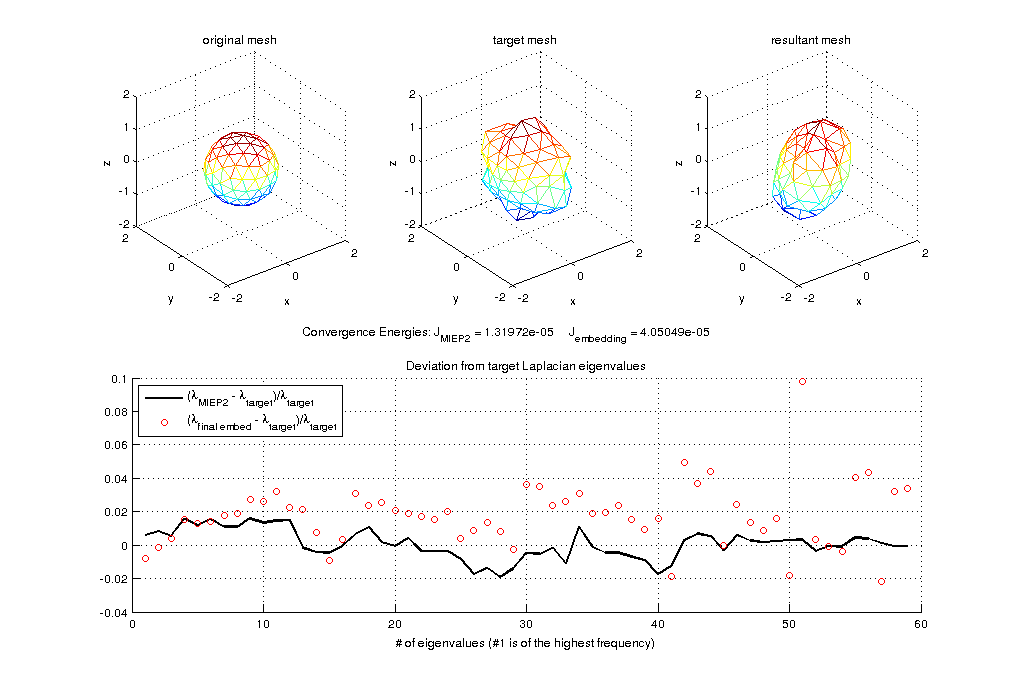 original mesh target mesh resultant mesh
2 2 2
1 1 1
z 0 z 0 z 0
-1 -1 -1
-2 -2 -2
2 2 2 2 2 2
0 0 0 0 0 0
y -2 -2 x y -2 -2 x y -2 -2 x
Convergence Energies: J_MIEP2 = 1.31972e-05 J_embedding = 4.05049e-05
Deviation from target Laplacian eigenvalues
0.1
(λ_MIEP2 - λ_target)/λ_target
0.08
(λ_final embed - λ_target)/λ_target
0.06
0.04
0.02
0
-0.02
-0.04
0 10 20 30 40 50 60
# of eigenvalues (#1 is of the highest frequency)